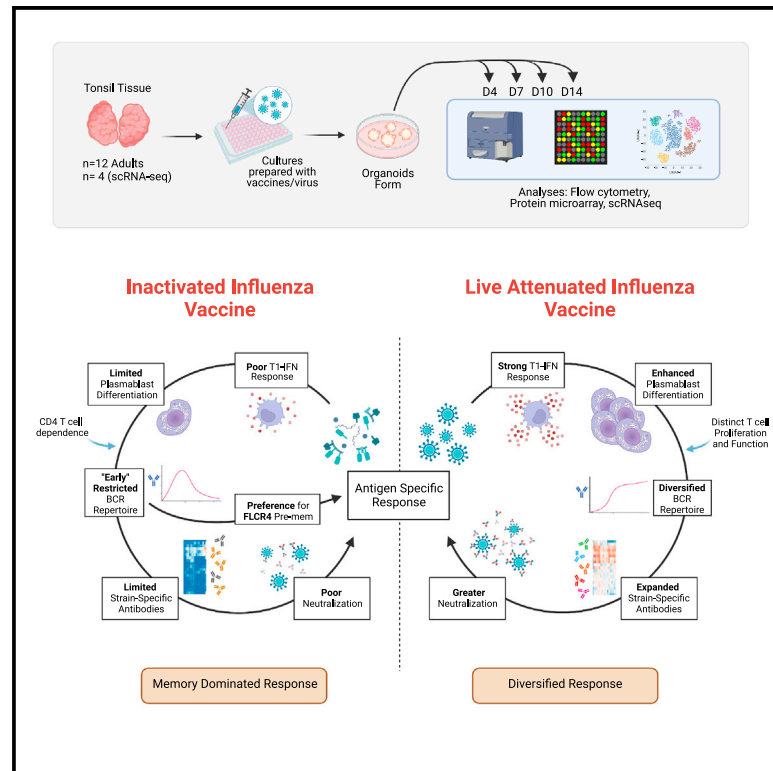 Tonsil Tissue
n=12 Adults
n= 4 (scRNA-seq)
Cultures
prepared with
vaccines/virus
Organoids
Form
D4 D7 D10 D14
Analyses: Flow cytometry,
Protein microarray, scRNAseq
Inactivated Influenza
Vaccine
Live Attenuated Influenza
Vaccine
Limited
Plasmablast
Differentiation
Poor T1-IFN
Response
CD4 T cell
dependence
"Early"
Restricted
BCR
Repertoire
Preference for
FLCR4 Pre-mem
Limited
Strain-Specific
Antibodies
Poor
Neutralization
Antigen Specific
Response
Strong T1-IFN
Response
Enhanced
Plasmablast
Differentiation
Distinct T cell
Proliferation
and Function
Diversified
BCR
Repertoire
Greater
Neutralization
Expanded
Strain-Specific
Antibodies
Memory Dominated Response
Diversified Response